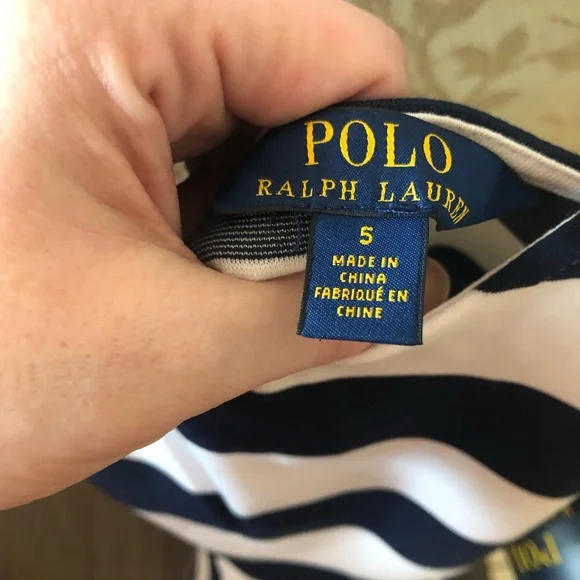 POLO
RALPH LAUREN
5
MADE IN
CHINA
FABRIQUÉ EN
CHINE